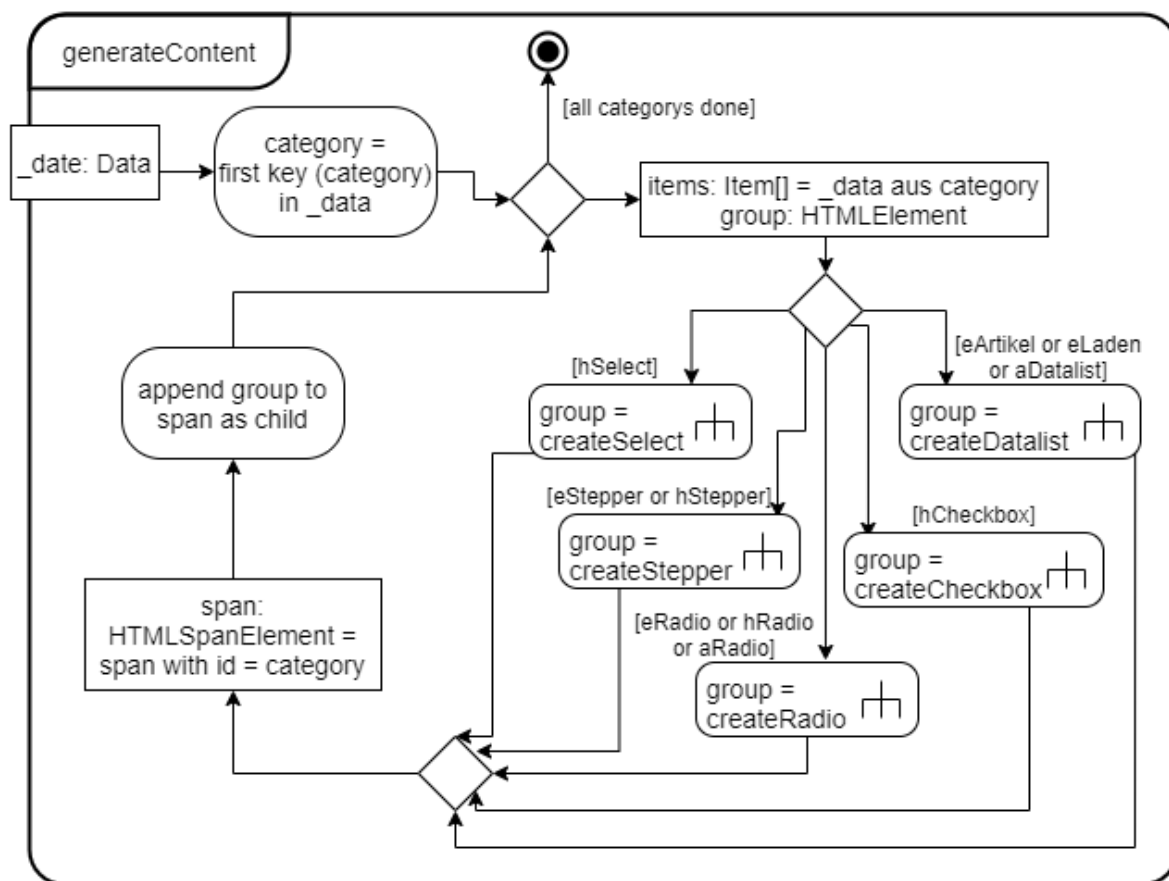 generateContent
[all categorys done]
_date: Data
category =
first key (category)
in _data
items: Item[] = _data aus category
group: HTMLElement
[hSelect]
[eArtikel or eLaden
or aDatalist]
append group to
span as child
group =
createSelect
group =
createDatalist
[eStepper or hStepper]
[hCheckbox]
group =
createStepper
group =
createCheckbox
span:
HTMLSpanElement =
span with id = category
[eRadio or hRadio
or aRadio]
group =
createRadio